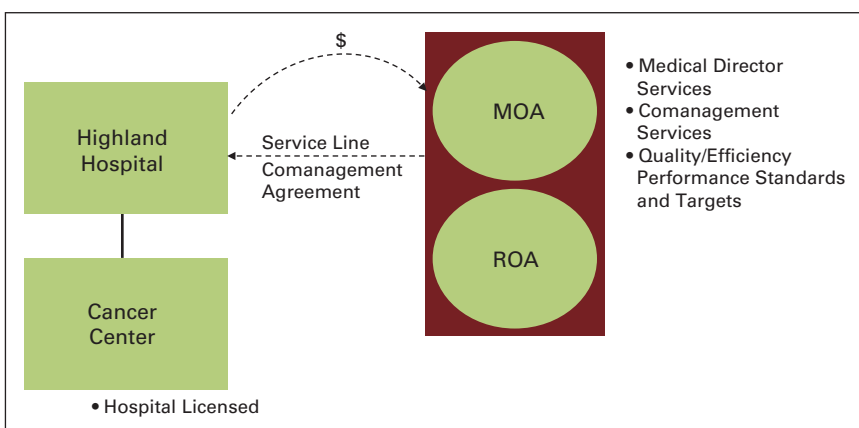 $
Highland
Hospital
Service Line
Comanagement
Agreement
MOA
ROA
• Medical Director
Services
• Comanagement
Services
• Quality/Efficiency
Performance Standards
and Targets
Cancer
Center
• Hospital Licensed